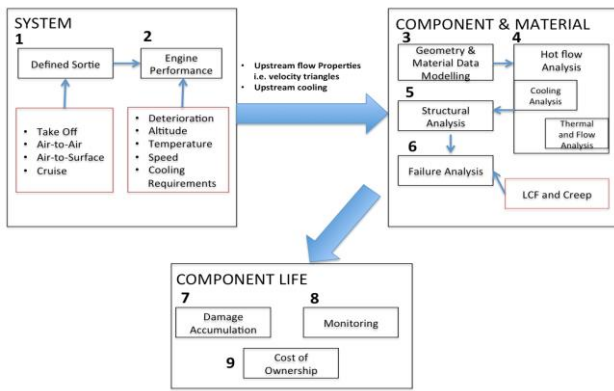 SYSTEM
1
Defined Sortie
2
Engine
Performance
• Take Off
• Air-to-Air
• Air-to-Surface
• Cruise
• Deterioration
• Altitude
• Temperature
• Speed
• Cooling
Requirements
• Upstream flow Properties
i.e. velocity triangles
• Upstream cooling
COMPONENT & MATERIAL
3
Geometry &
Material Data
Modelling
4
Hot flow
Analysis
Cooling
Analysis
Thermal and Flow
Analysis
5
Structural
Analysis
6
Failure Analysis
LCF and Creep
COMPONENT LIFE
7
Damage
Accumulation
8
Monitoring
9
Cost of
Ownership